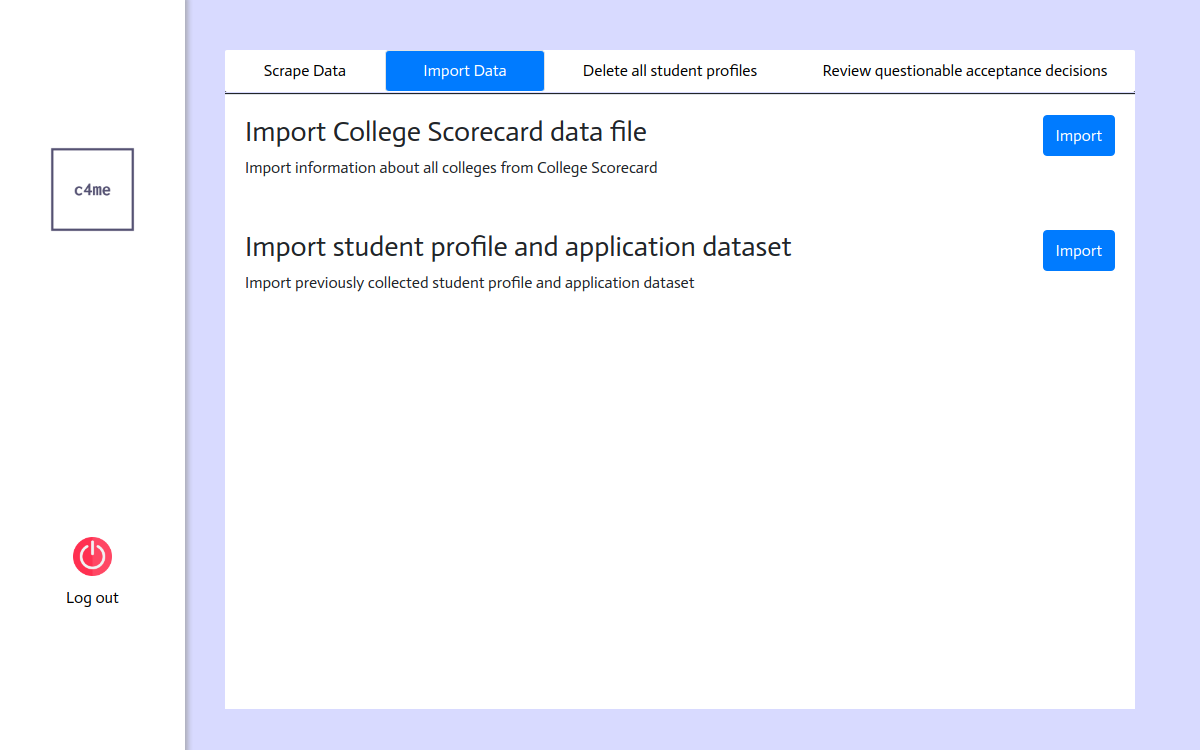 Scrape Data
Import Data
Delete all student profiles
Review questionable acceptance decisions
Import College Scorecard data file
Import
Import information about all colleges from College Scorecard
c4me
Import student profile and application dataset
Import
Import previously collected student profile and application dataset
Log out